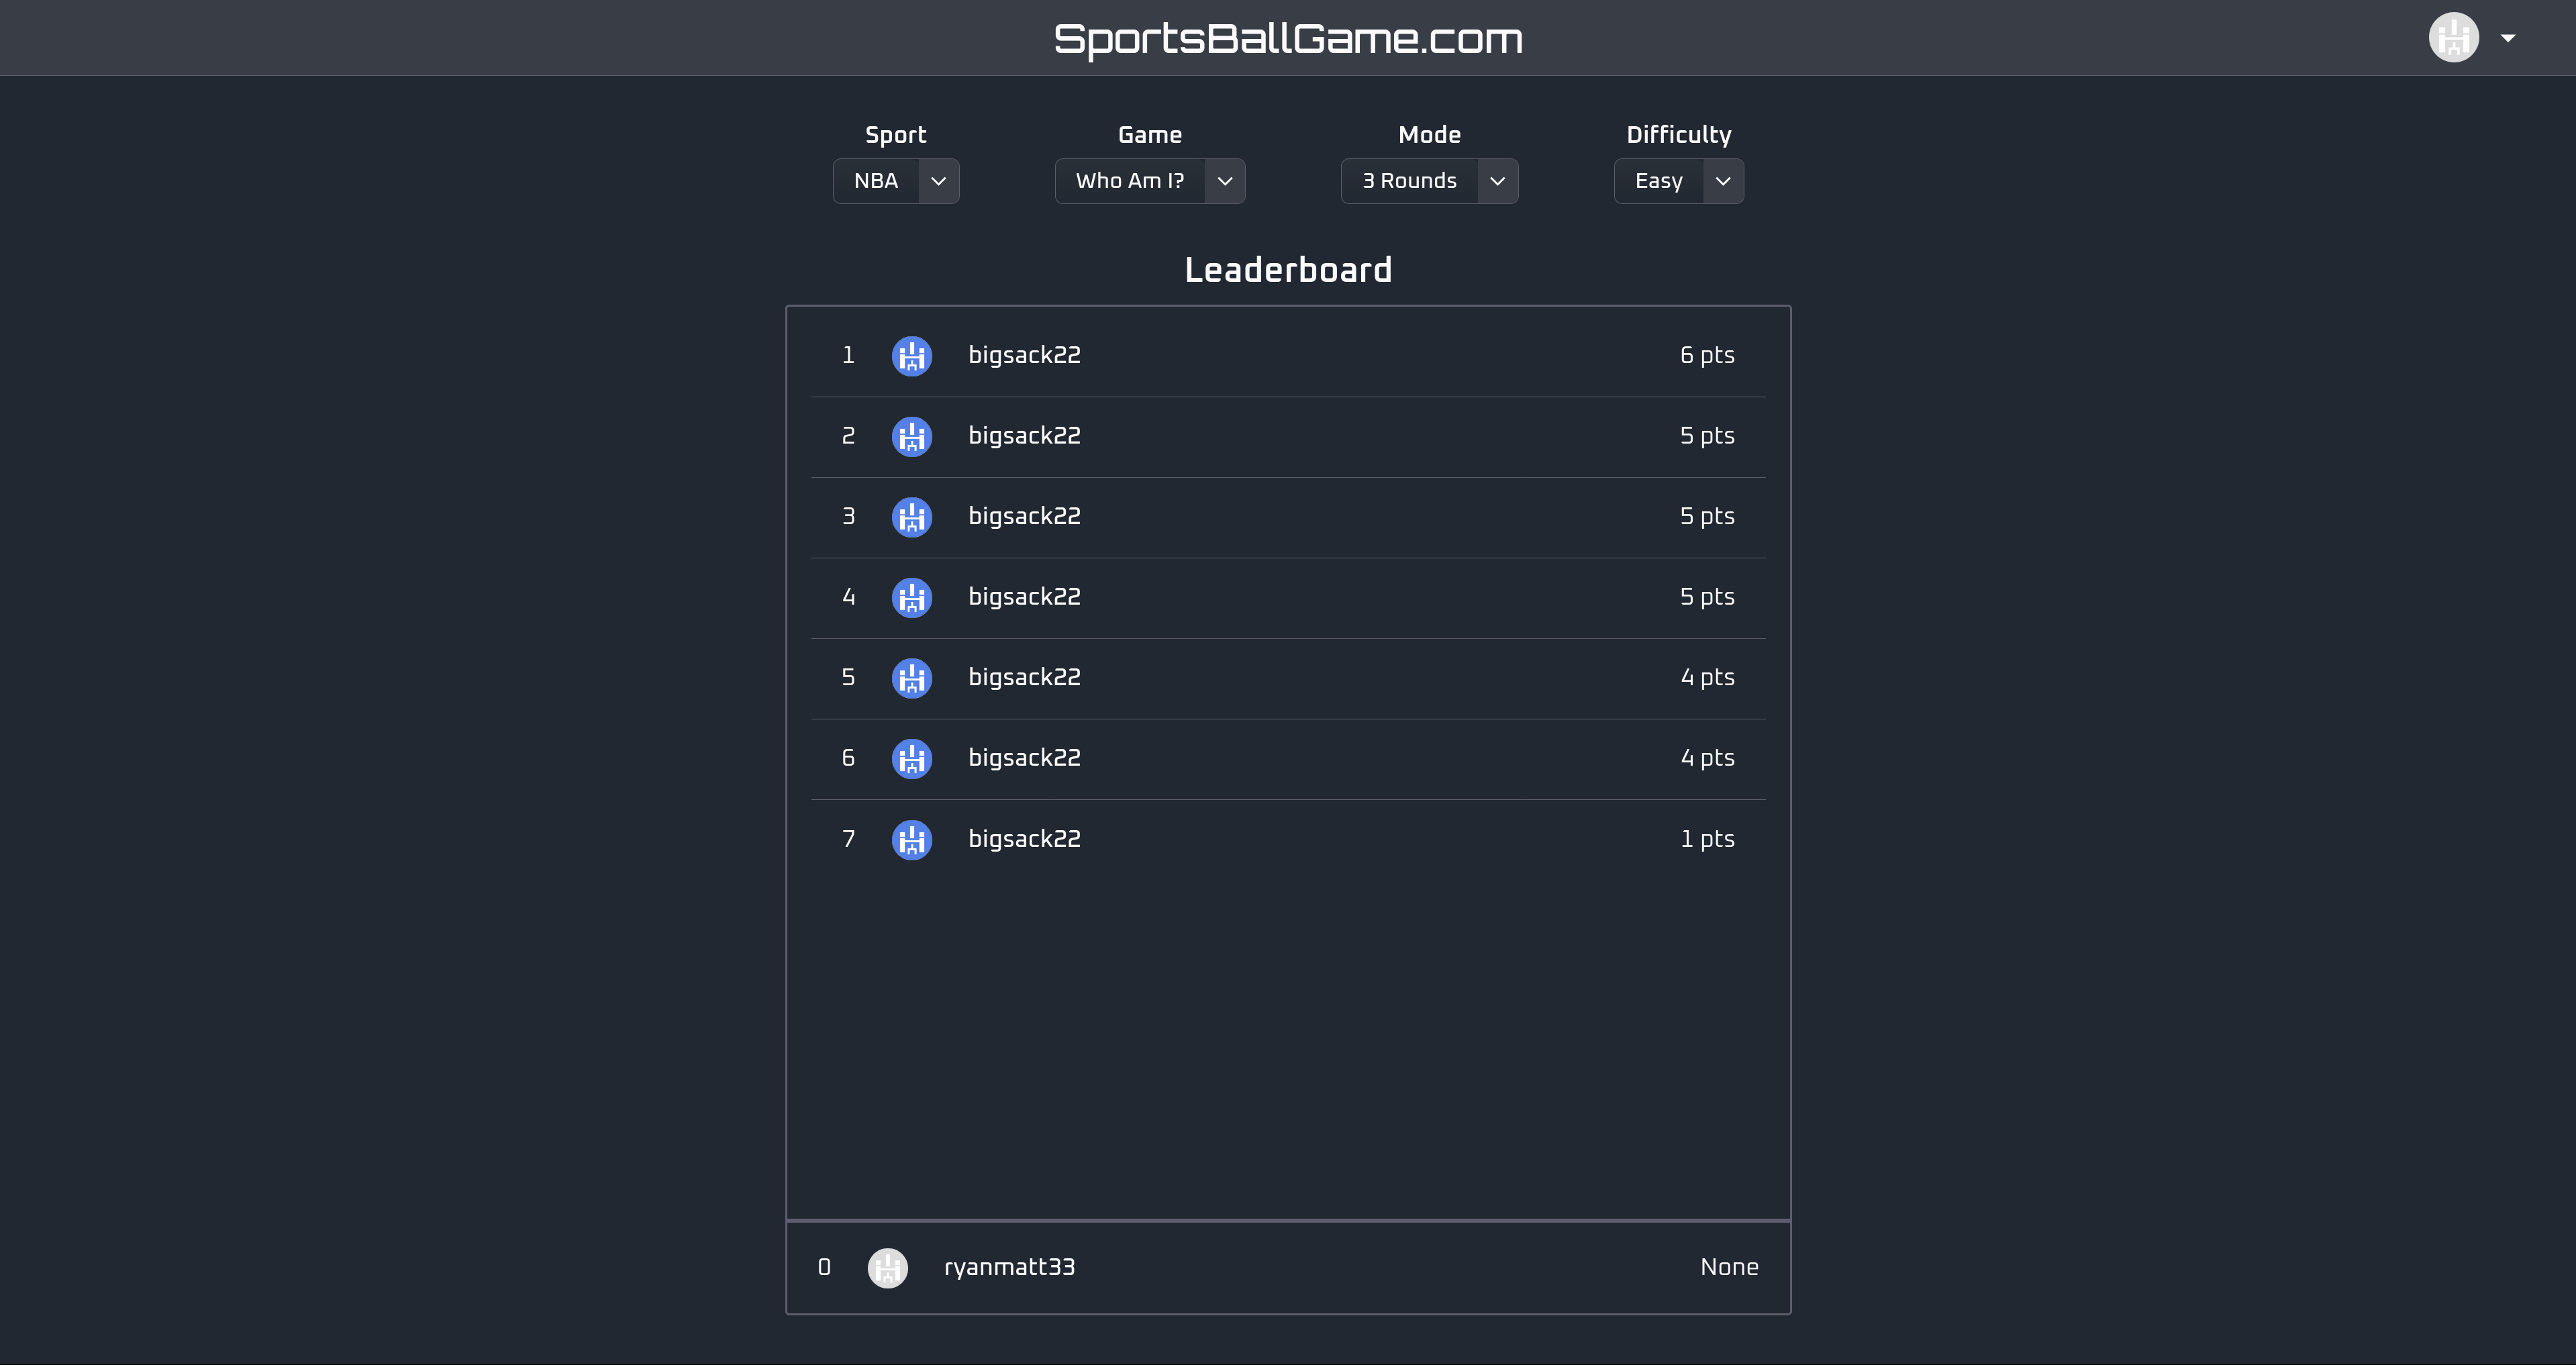 SportsBallGame.com
Sport Game Mode Difficulty
NBA Who Am I? 3 Rounds Easy
Leaderboard
1 bigsack22 6 pts
2 bigsack22 5 pts
3 bigsack22 5 pts
4 bigsack22 5 pts
5 bigsack22 4 pts
6 bigsack22 4 pts
7 bigsack22 1 pts
0 ryanmatt33 None